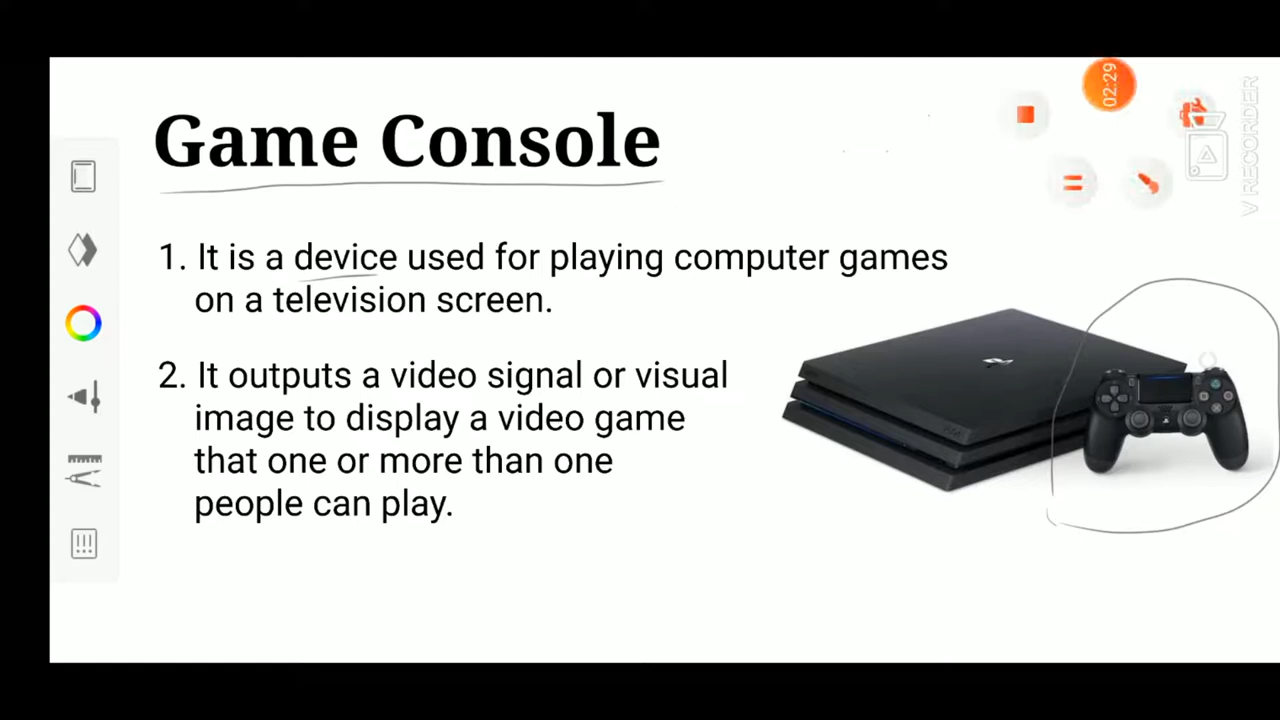 Game Console
02:29
V RECORDER
1. It is a device used for playing computer games
on a television screen.
2. It outputs a video signal or visual
image to display a video game
that one or more than one
people can play.